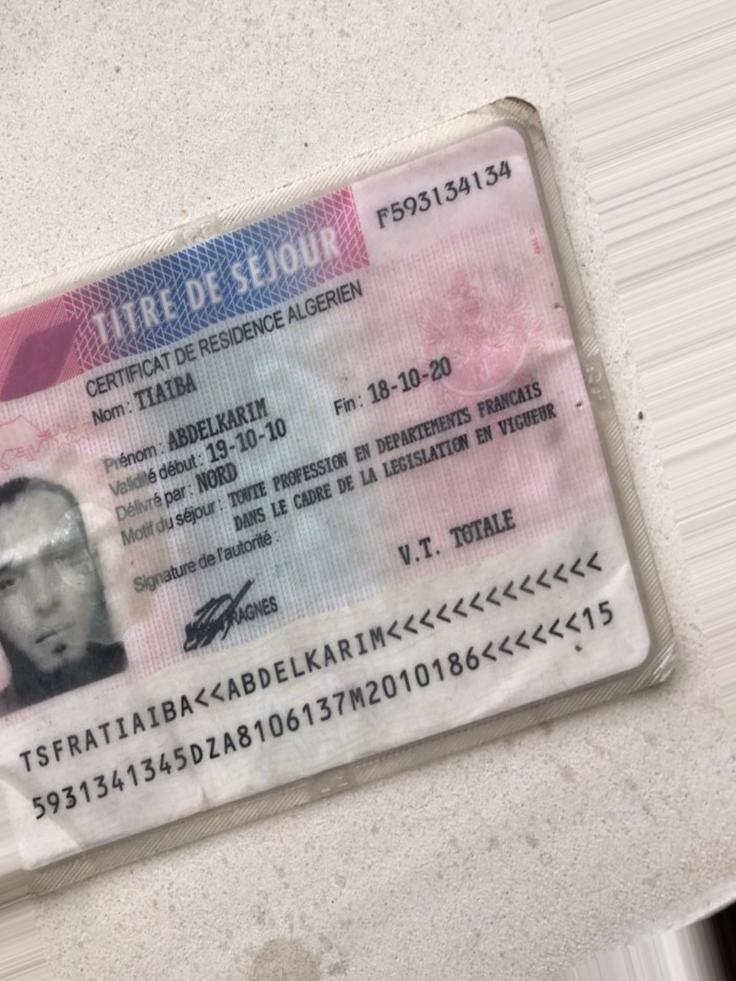 F593134134
TITRE DE SÉJOUR
CERTIFICAT DE RESIDENCE ALGERIEN
Nom : TIAIBA
Prénom : ABDELKARIM
Validité début : 19-10-10 Fin : 18-10-20
Délivré par : NORD
Motif du séjour : TOUTE PROFESSION EN DEPARTEMENTS FRANCAIS
DANS LE CADRE DE LA LEGISLATION EN VIGUEUR
Signature de l'autorité :
V.T. TOTALE
TSFRATIAIBA<<ABDELKARIM<<<<<<<<<<<<<<
5931341345DZA8106137M2010186<<<<<<15